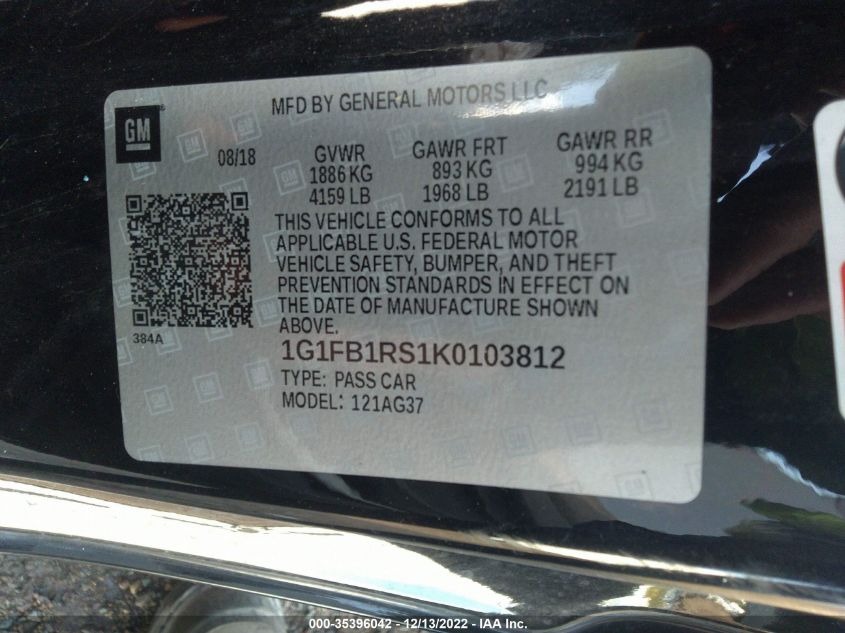 MFD BY GENERAL MOTORS LLC
GM
08/18
GVWR GAWR FRT GAWR RR
1886 KG 893 KG 994 KG
4159 LB 1968 LB 2191 LB
THIS VEHICLE CONFORMS TO ALL
APPLICABLE U.S. FEDERAL MOTOR
VEHICLE SAFETY, BUMPER, AND THEFT
PREVENTION STANDARDS IN EFFECT ON
THE DATE OF MANUFACTURE SHOWN
ABOVE.
384A
1G1FB1RS1K0103812
TYPE: PASS CAR
MODEL: 121AG37
000-35396042 - 12/13/2022 - IAA Inc.